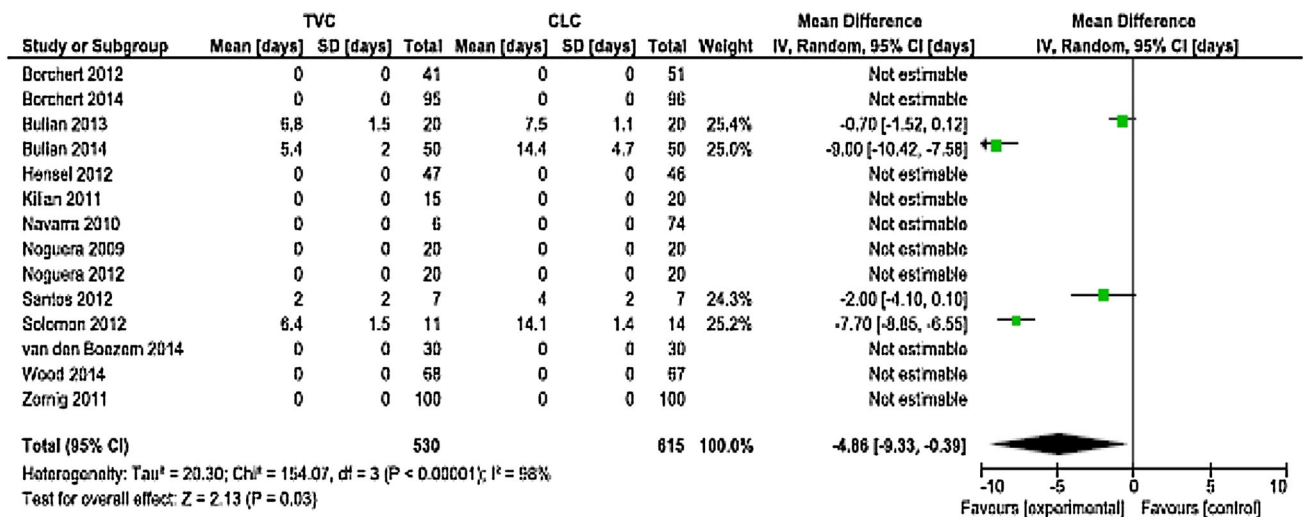 TVC CLC Mean Difference Mean Difference
Study or Subgroup Mean [days] SD [days] Total Mean [days] SD [days] Total Weight IV, Random, 95% CI [days] IV, Random, 95% CI [days]
Borchert 2012 0 0 41 0 0 51 Not estimable
Borchert 2014 0 0 95 0 0 96 Not estimable
Bulian 2013 6.8 1.5 20 7.5 1.1 20 25.4% -0.70 [-1.52, 0.12]
Bulian 2014 5.4 2 50 14.4 4.7 50 25.0% -9.00 [-10.42, -7.58]
Hensel 2012 0 0 47 0 0 46 Not estimable
Kilian 2011 0 0 15 0 0 20 Not estimable
Navarra 2010 0 0 6 0 0 74 Not estimable
Noguera 2009 0 0 20 0 0 20 Not estimable
Noguera 2012 0 0 20 0 0 20 Not estimable
Santos 2012 2 2 7 4 2 7 24.3% -2.00 [-4.10, 0.10]
Solomon 2012 6.4 1.5 11 14.1 1.4 14 25.2% -7.70 [-8.85, -6.55]
van den Boezem 2014 0 0 30 0 0 30 Not estimable
Wood 2014 0 0 68 0 0 67 Not estimable
Zornig 2011 0 0 100 0 0 100 Not estimable
Total (95% CI) 530 615 100.0% -4.86 [-9.33, -0.39]
Heterogeneity: Tau² = 20.30; Chi² = 154.07, df = 3 (P < 0.00001); I² = 98%
Test for overall effect: Z = 2.13 (P = 0.03)
-10 -5 0 5 10
Favours [experimental] Favours [control]